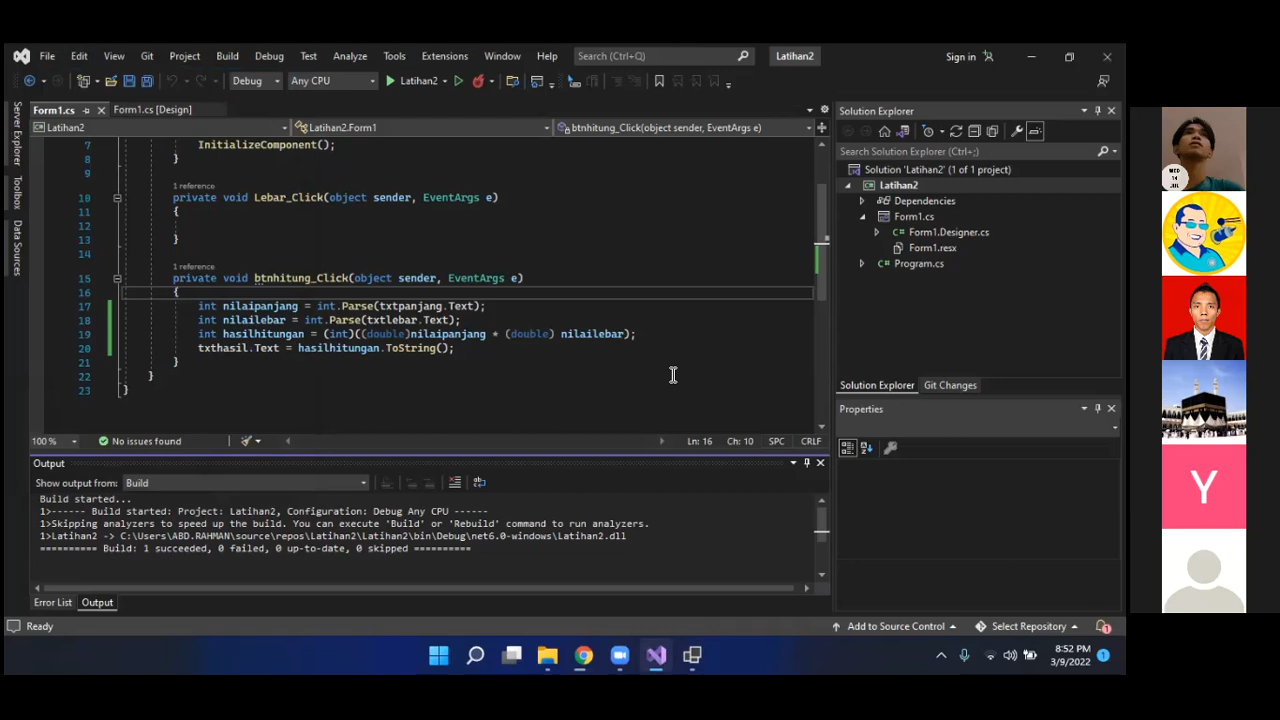 File Edit View Git Project Build Debug Test Analyze Tools Extensions Window Help Search (Ctrl+Q) Latihan2 Sign in
Debug Any CPU Latihan2
Form1.cs Form1.cs [Design]
Latihan2 Latihan2.Form1 btnhitung_Click(object sender, EventArgs e)
Server Explorer
Toolbox
Data Sources
7 InitializeComponent();
8 }
9
1 reference
10 private void Lebar_Click(object sender, EventArgs e)
11 {
12
13 }
14
1 reference
15 private void btnhitung_Click(object sender, EventArgs e)
16 {
17 int nilaipanjang = int.Parse(txtpanjang.Text);
18 int nilailebar = int.Parse(txtlebar.Text);
19 int hasilhitungan = (int)((double)nilaipanjang * (double) nilailebar);
20 txthasil.Text = hasilhitungan.ToString();
21 }
22 }
23 }
100 % No issues found Ln: 16 Ch: 10 SPC CRLF
Output
Show output from: Build
Build started...
1>------ Build started: Project: Latihan2, Configuration: Debug Any CPU ------
1>Skipping analyzers to speed up the build. You can execute 'Build' or 'Rebuild' command to run analyzers.
1>Latihan2 -> C:\Users\ABD.RAHMAN\source\repos\Latihan2\Latihan2\bin\Debug\net6.0-windows\Latihan2.dll
========== Build: 1 succeeded, 0 failed, 0 up-to-date, 0 skipped ==========
Error List Output
Solution Explorer
Search Solution Explorer (Ctrl+;)
Solution 'Latihan2' (1 of 1 project)
Latihan2
Dependencies
Form1.cs
C# Form1.Designer.cs
Form1.resx
C# Program.cs
Solution Explorer Git Changes
Properties
Ready Add to Source Control Select Repository 1
8:52 PM
3/9/2022 1
WED
14
JUL
Y